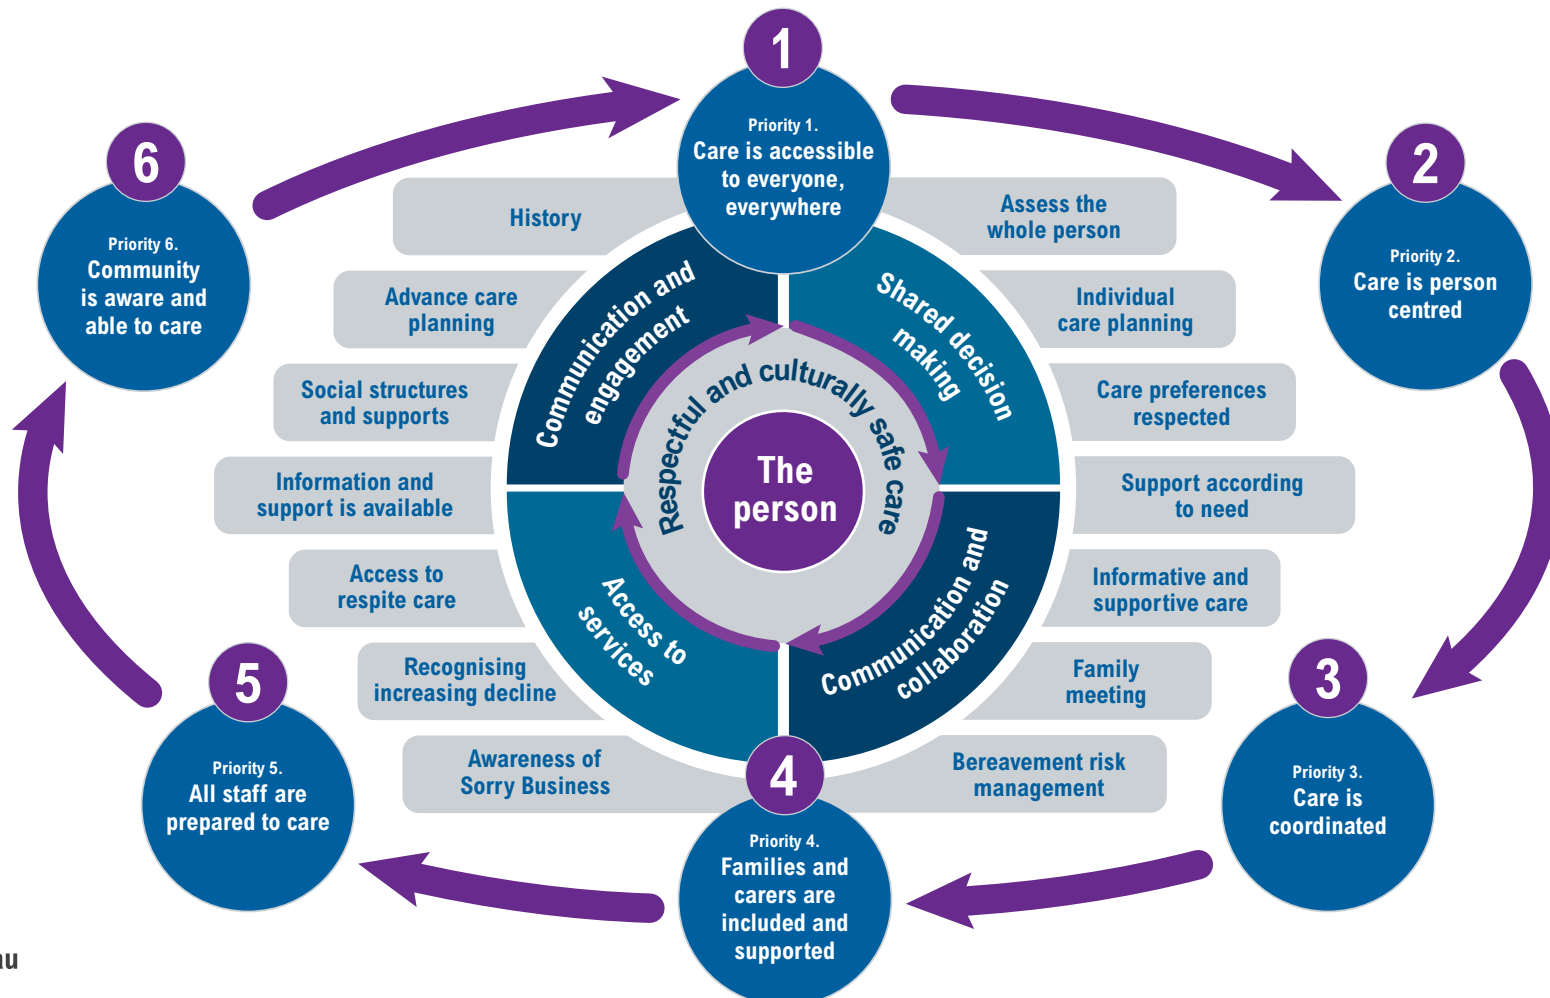 1
Priority 1.
Care is accessible
to everyone,
everywhere
2
Priority 2.
Care is person
centred
3
Priority 3.
Care is
coordinated
4
Priority 4.
Families and
carers are
included and
supported
5
Priority 5.
All staff are
prepared to care
6
Priority 6.
Community
is aware and
able to care
History
Advance care
planning
Social structures
and supports
Information and
support is available
Access to
respite care
Recognising
increasing decline
Awareness of
Sorry Business
Assess the
whole person
Individual
care planning
Care preferences
respected
Support according
to need
Informative and
supportive care
Family
meeting
Bereavement risk
management
Communication and
engagement
Shared decision
making
Communication and
collaboration
Access to
services
Respectful and culturally safe care
The
person
au